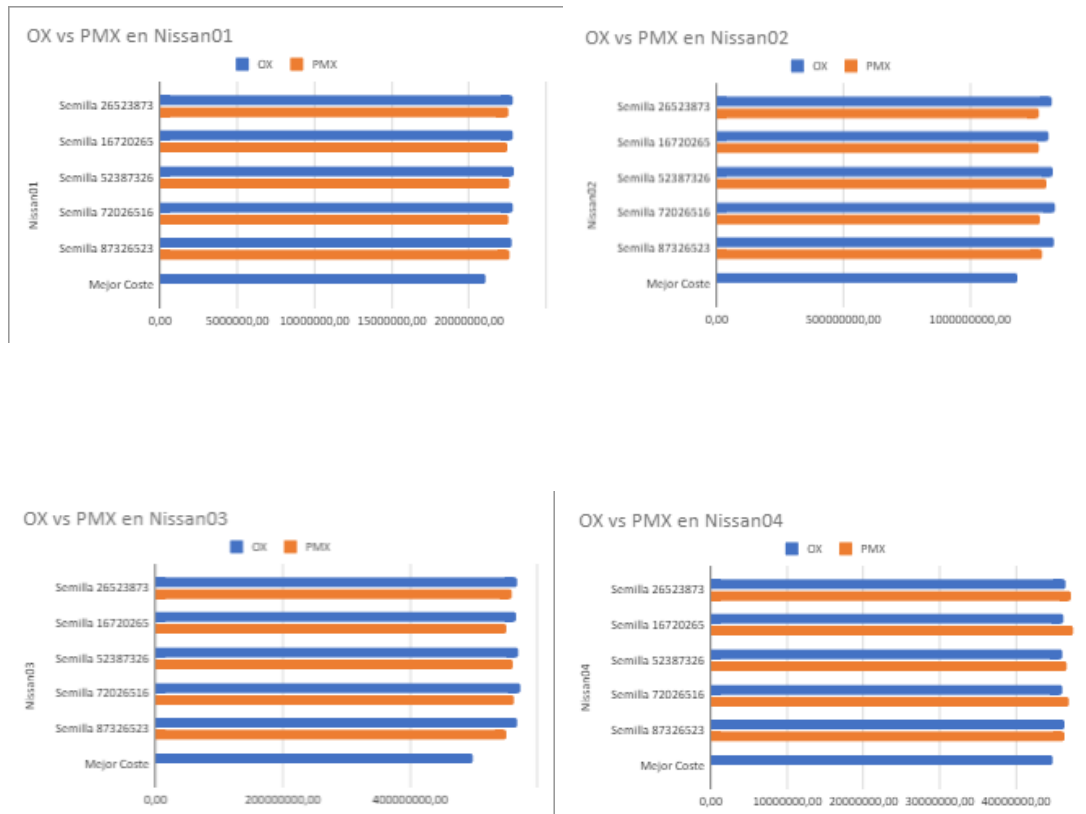 OX vs PMX en Nissan01
OX PMX
Semilla 26523873
Semilla 16720265
Semilla 52387326
Semilla 72026516
Semilla 87326523
Mejor Coste
Nissan01
0,00 5000000,00 10000000,00 15000000,00 20000000,00
OX vs PMX en Nissan02
OX PMX
Semilla 26523873
Semilla 16720265
Semilla 52387326
Semilla 72026516
Semilla 87326523
Mejor Coste
Nissan02
0,00 500000000,00 1000000000,00
OX vs PMX en Nissan03
OX PMX
Semilla 26523873
Semilla 16720265
Semilla 52387326
Semilla 72026516
Semilla 87326523
Mejor Coste
Nissan03
0,00 200000000,00 400000000,00
OX vs PMX en Nissan04
OX PMX
Semilla 26523873
Semilla 16720265
Semilla 52387326
Semilla 72026516
Semilla 87326523
Mejor Coste
Nissan04
0,00 10000000,00 20000000,00 30000000,00 40000000,00